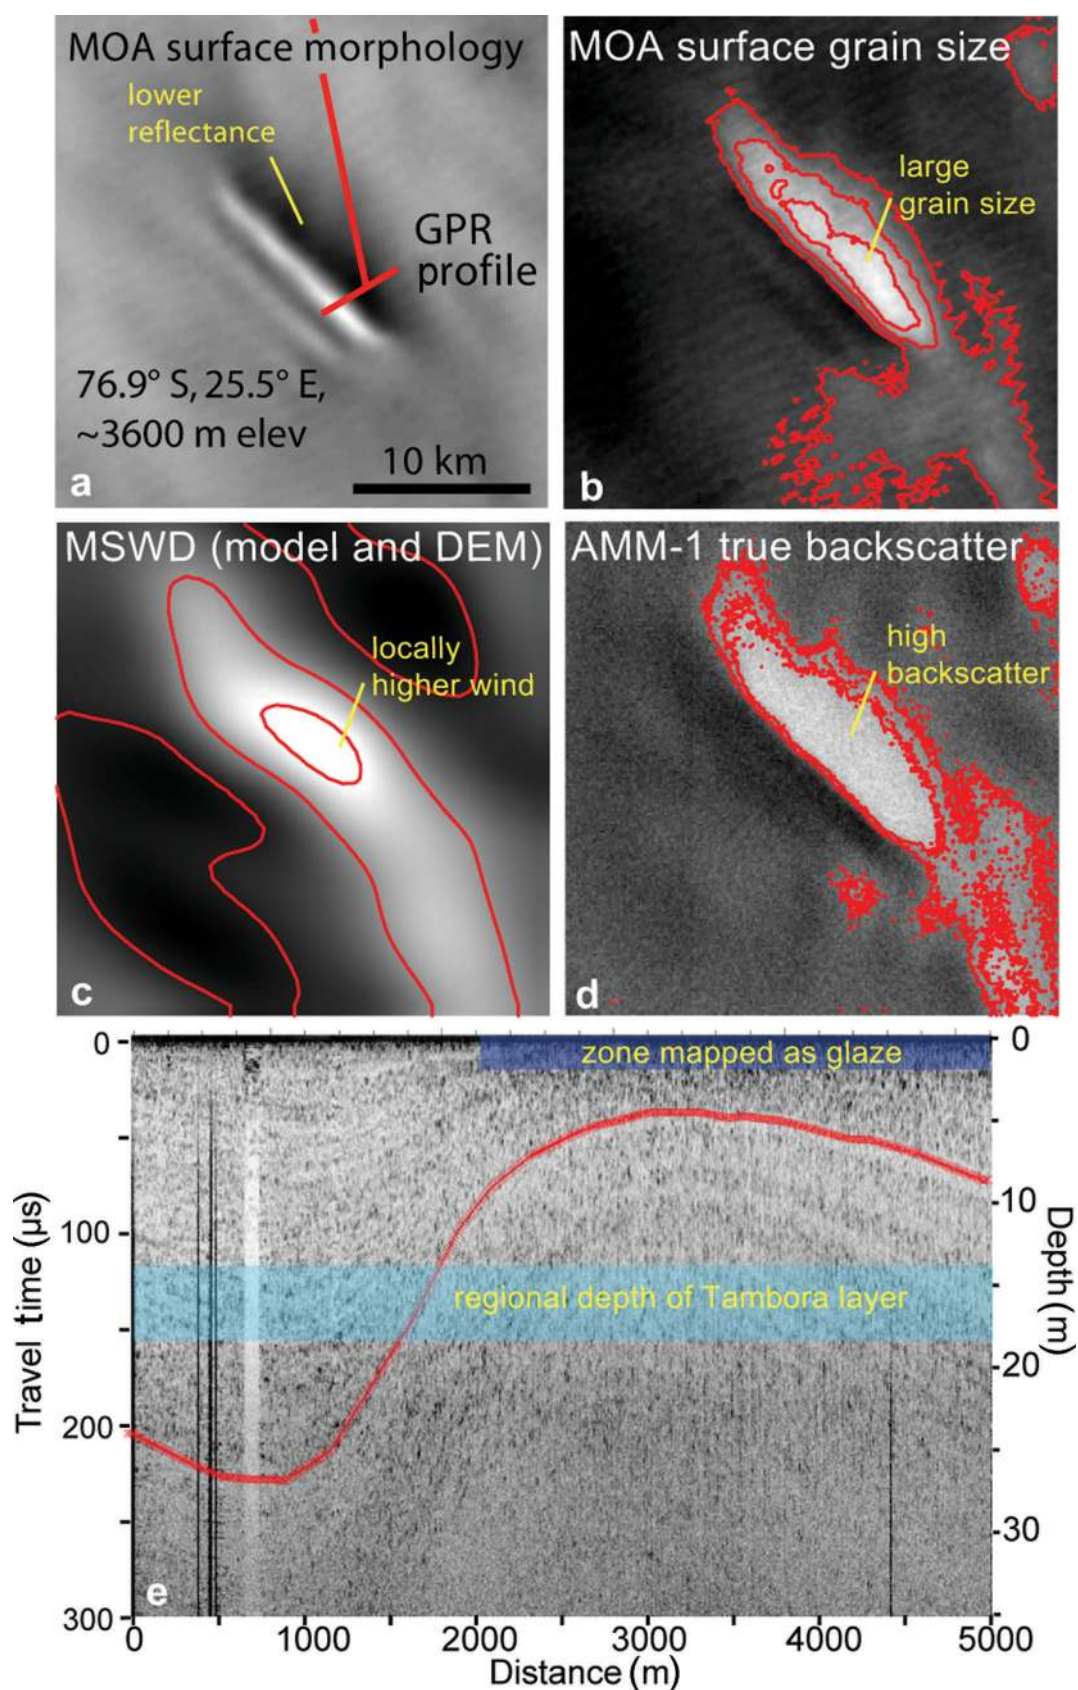 MOA surface morphology
lower
reflectance
GPR
profile
76.9° S, 25.5° E,
~3600 m elev
10 km
a
MOA surface grain size
large
grain size
b
MSWD (model and DEM)
locally
higher wind
c
AMM-1 true backscatter
high
backscatter
d
0
100
200
300
Travel time (µs)
zone mapped as glaze
regional depth of Tambora layer
e
0
10
20
30
Depth (m)
0 1000 2000 3000 4000 5000
Distance (m)